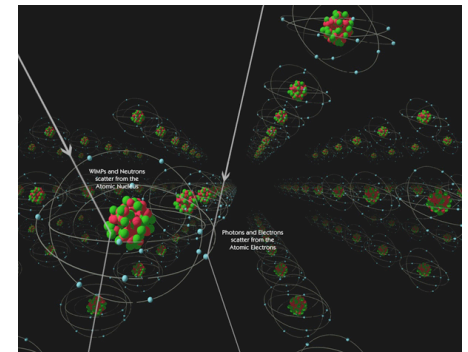 WIMPs and Neutrons
scatter from the
Atomic Nucleus
Photons and Electrons
scatter from the
Atomic Electrons